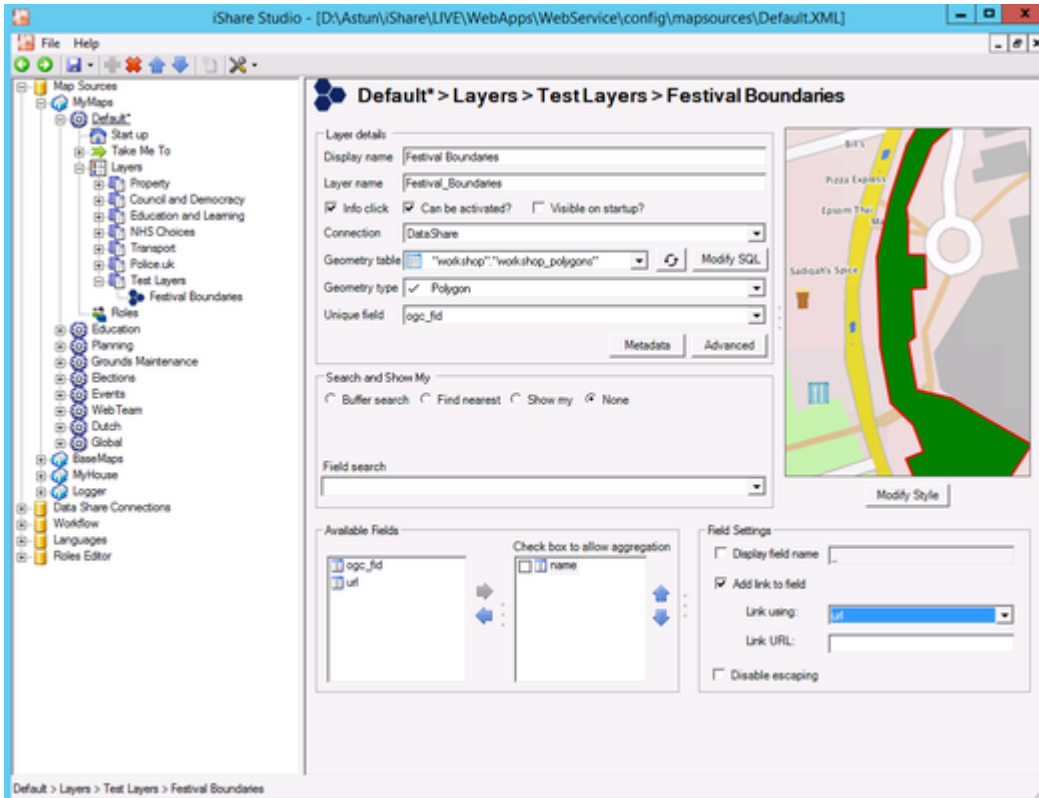 iShare Studio - [D:\Astun\iShare\LIVE\WebApps\WebService\config\mapsources\Default.XML]
File Help
Map Sources
MyMaps
Default*
Start up
Take Me To
Layers
Property
Council and Democracy
Education and Learning
NHS Choices
Transport
Police.uk
Test Layers
Festival Boundaries
Roles
Education
Planning
Grounds Maintenance
Elections
Events
WebTeam
Dutch
Global
BaseMaps
MyHouse
Logger
Data Share Connections
Workflow
Languages
Roles Editor
Default* > Layers > Test Layers > Festival Boundaries
Layer details
Display name Festival Boundaries
Layer name Festival_Boundaries
Info click Can be activated? Visible on startup?
Connection DataShare
Geometry table "workshop"."workshop_polygons" Modify SQL
Geometry type Polygon
Unique field ogc_fid
Metadata Advanced
Search and Show My
Buffer search Find nearest Show my None
Field search
Bill's
Pizza Express
Epsom Thai
Ma
Sadiqah's Spice
Modify Style
Available Fields
ogc_fid
url
Check box to allow aggregation
name
Field Settings
Display field name _
Add link to field
Link using: url
Link URL:
Disable escaping
Default > Layers > Test Layers > Festival Boundaries